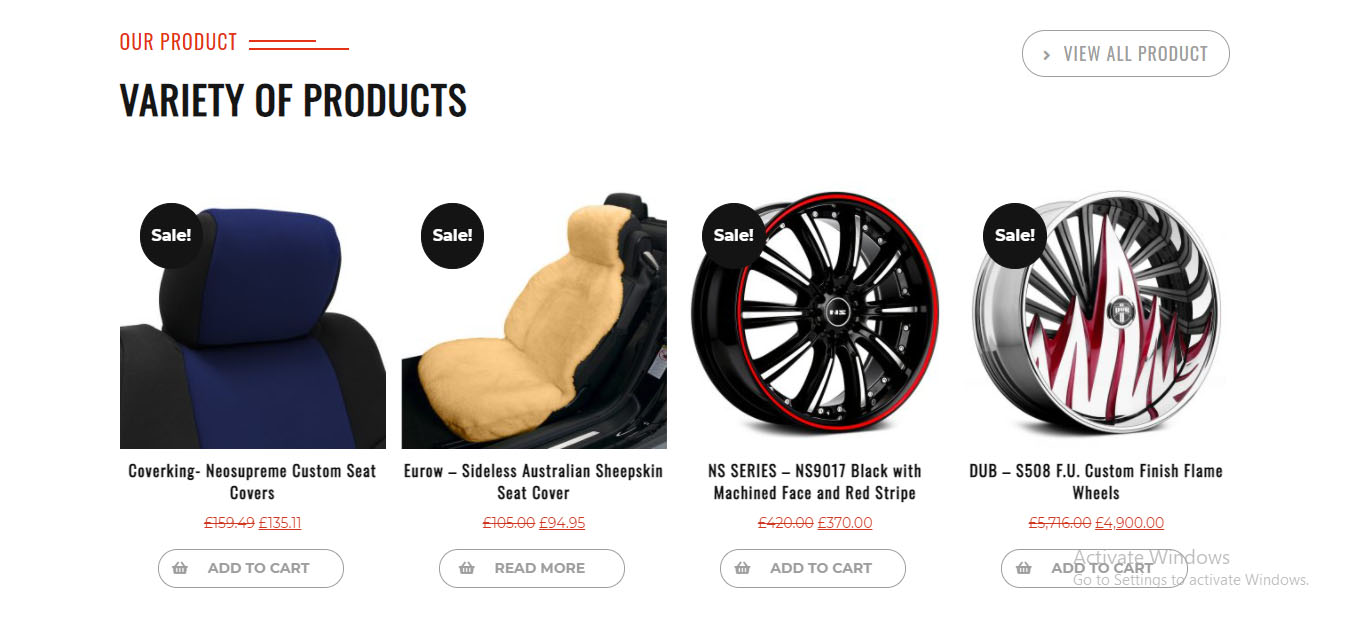 OUR PRODUCT
VIEW ALL PRODUCT
VARIETY OF PRODUCTS
Sale!
Sale!
Sale!
Sale!
NS
DUB
Coverking- Neosupreme Custom Seat
Covers
£159.49 £135.11
ADD TO CART
Eurow – Sideless Australian Sheepskin
Seat Cover
£105.00 £94.95
READ MORE
NS SERIES – NS9017 Black with
Machined Face and Red Stripe
£420.00 £370.00
ADD TO CART
DUB – S508 F.U. Custom Finish Flame
Wheels
£5,716.00 £4,900.00
ADD TO CART
Activate Windows
Go to Settings to activate Windows.